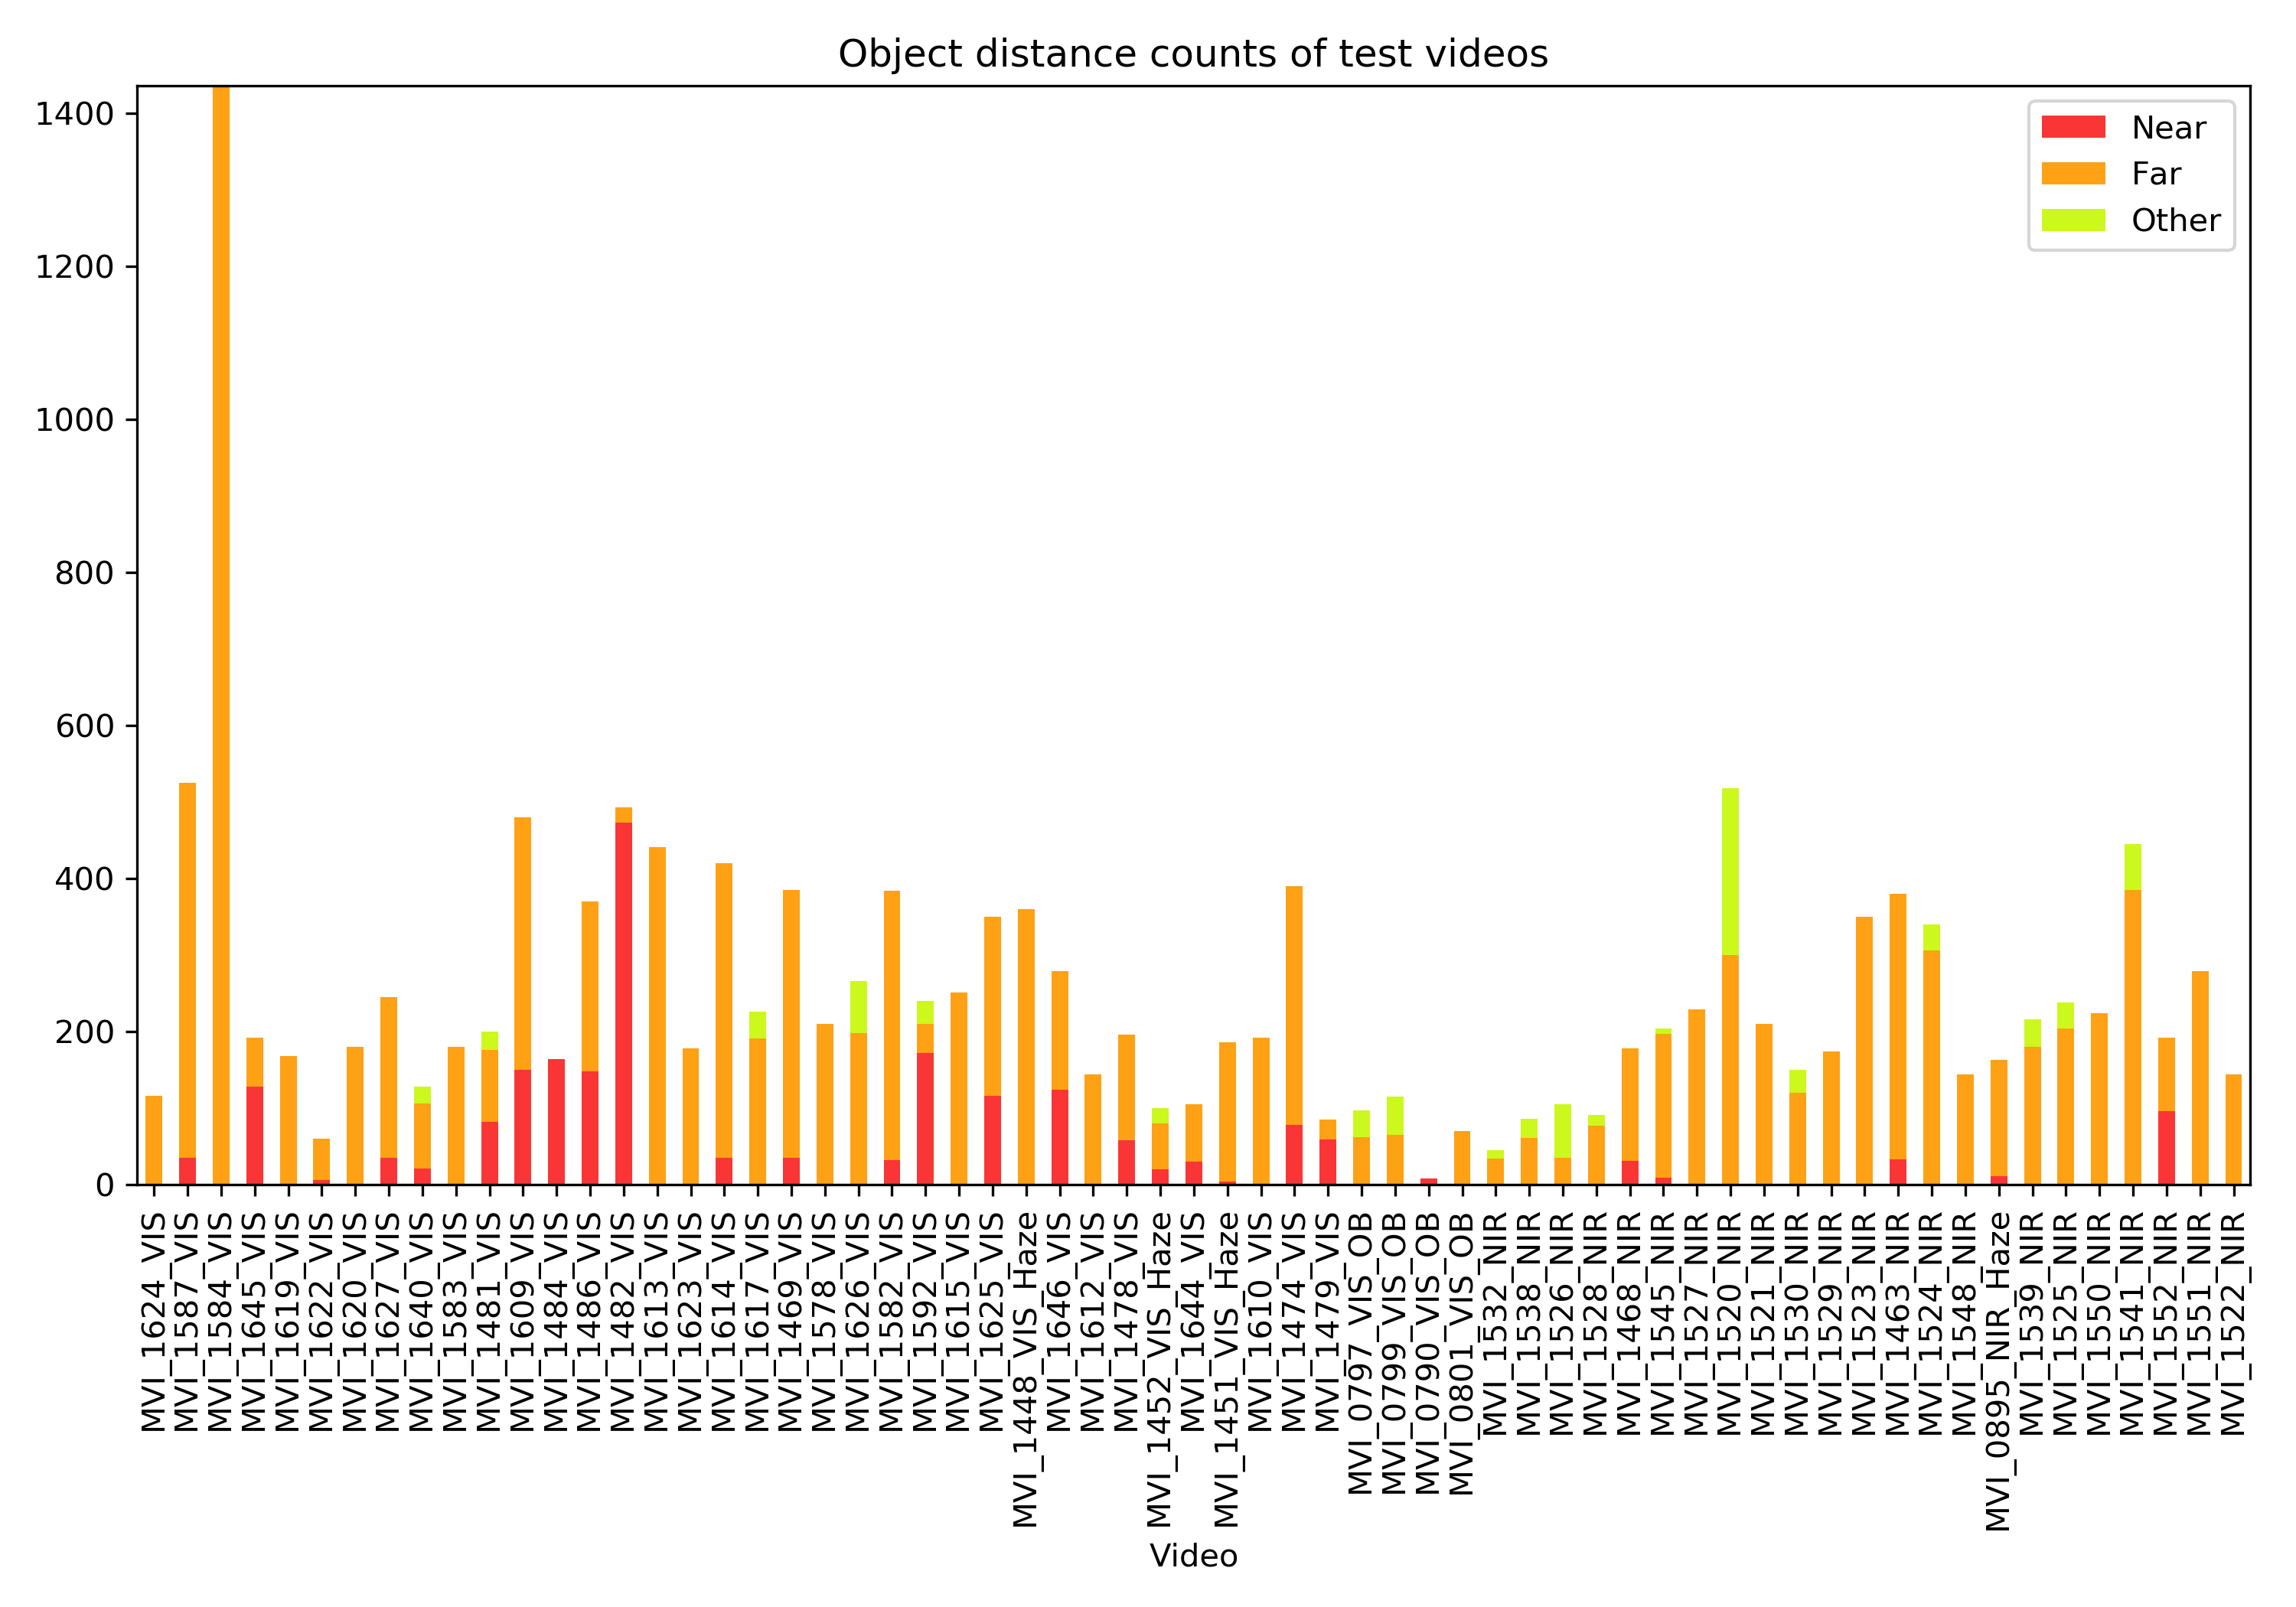 Object distance counts of test videos
1400
1200
1000
800
600
400
200
0
Near
Far
Other
MVI_1624_VIS
MVI_1587_VIS
MVI_1584_VIS
MVI_1645_VIS
MVI_1619_VIS
MVI_1622_VIS
MVI_1620_VIS
MVI_1627_VIS
MVI_1640_VIS
MVI_1583_VIS
MVI_1481_VIS
MVI_1609_VIS
MVI_1484_VIS
MVI_1486_VIS
MVI_1482_VIS
MVI_1613_VIS
MVI_1623_VIS
MVI_1614_VIS
MVI_1617_VIS
MVI_1469_VIS
MVI_1578_VIS
MVI_1626_VIS
MVI_1582_VIS
MVI_1592_VIS
MVI_1615_VIS
MVI_1625_VIS
MVI_1448_VIS_Haze
MVI_1646_VIS
MVI_1612_VIS
MVI_1478_VIS
MVI_1452_VIS_Haze
MVI_1644_VIS
MVI_1451_VIS_Haze
MVI_1610_VIS
MVI_1474_VIS
MVI_1479_VIS
MVI_0797_VIS_OB
MVI_0799_VIS_OB
MVI_0790_VIS_OB
MVI_0801_VIS_OB
MVI_1532_NIR
MVI_1538_NIR
MVI_1526_NIR
MVI_1528_NIR
MVI_1468_NIR
MVI_1545_NIR
MVI_1527_NIR
MVI_1520_NIR
MVI_1521_NIR
MVI_1530_NIR
MVI_1529_NIR
MVI_1523_NIR
MVI_1463_NIR
MVI_1524_NIR
MVI_1548_NIR
MVI_0895_NIR_Haze
MVI_1539_NIR
MVI_1525_NIR
MVI_1550_NIR
MVI_1541_NIR
MVI_1552_NIR
MVI_1551_NIR
MVI_1522_NIR
Video